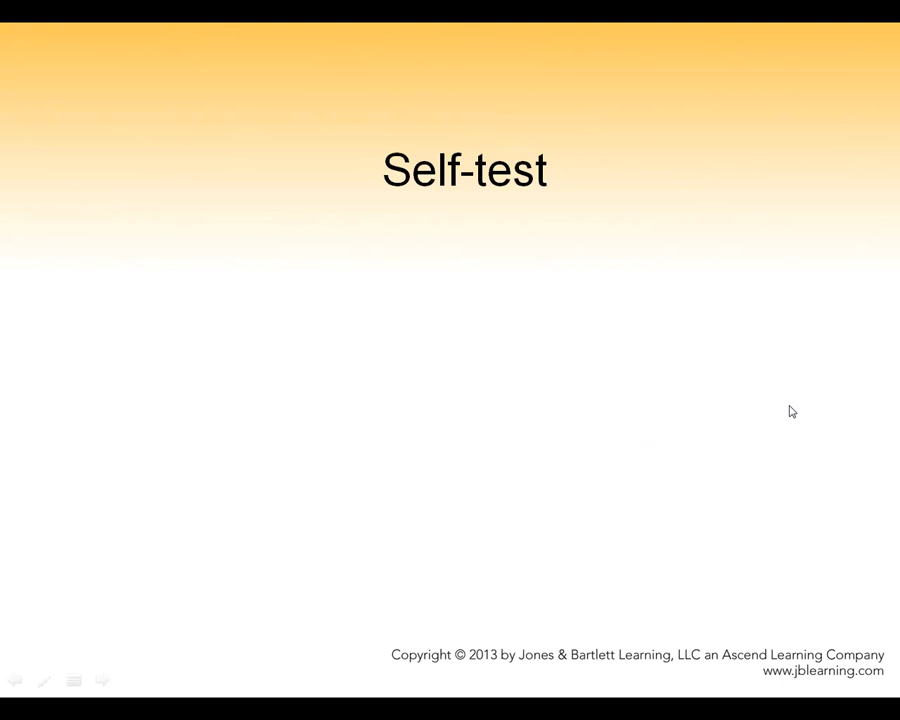 Self-test
Copyright © 2013 by Jones & Bartlett Learning, LLC an Ascend Learning Company
www.jblearning.com